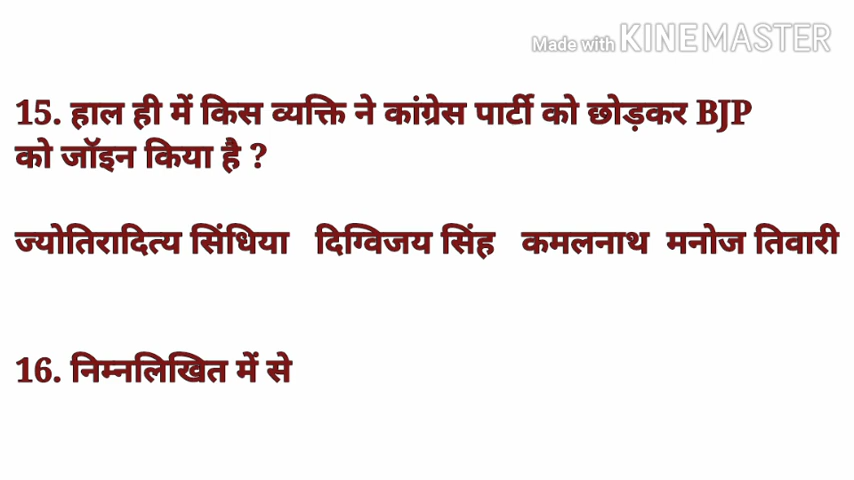 Made with KINEMASTER
15. हाल ही में किस व्यक्ति ने कांग्रेस पार्टी को छोड़कर BJP
को जॉइन किया है ?
ज्योतिरादित्य सिंधिया दिग्विजय सिंह कमलनाथ मनोज तिवारी
16. निम्नलिखित में से